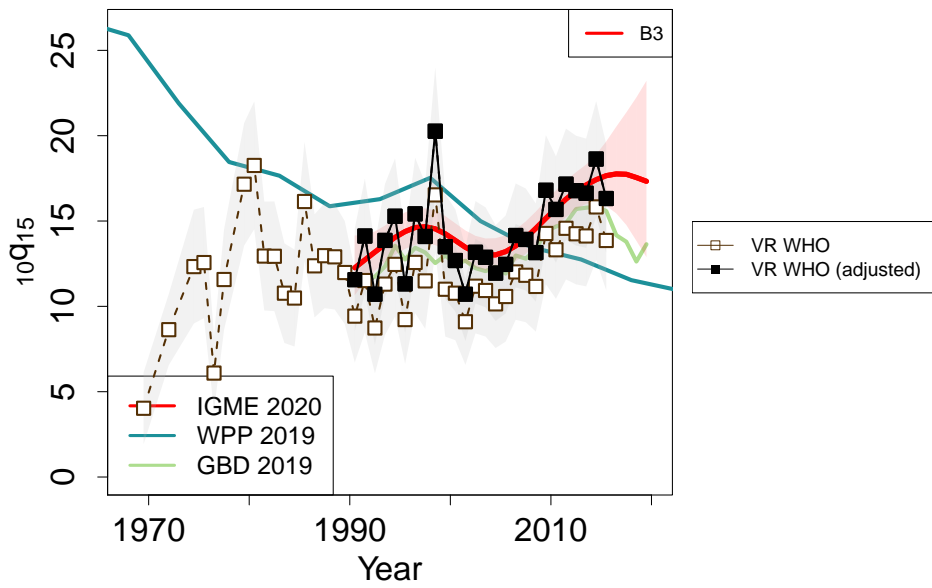 B3
25
20
15
10
5
0
10q15
IGME 2020
WPP 2019
GBD 2019
1970
1990
2010
Year
VR WHO
VR WHO (adjusted)